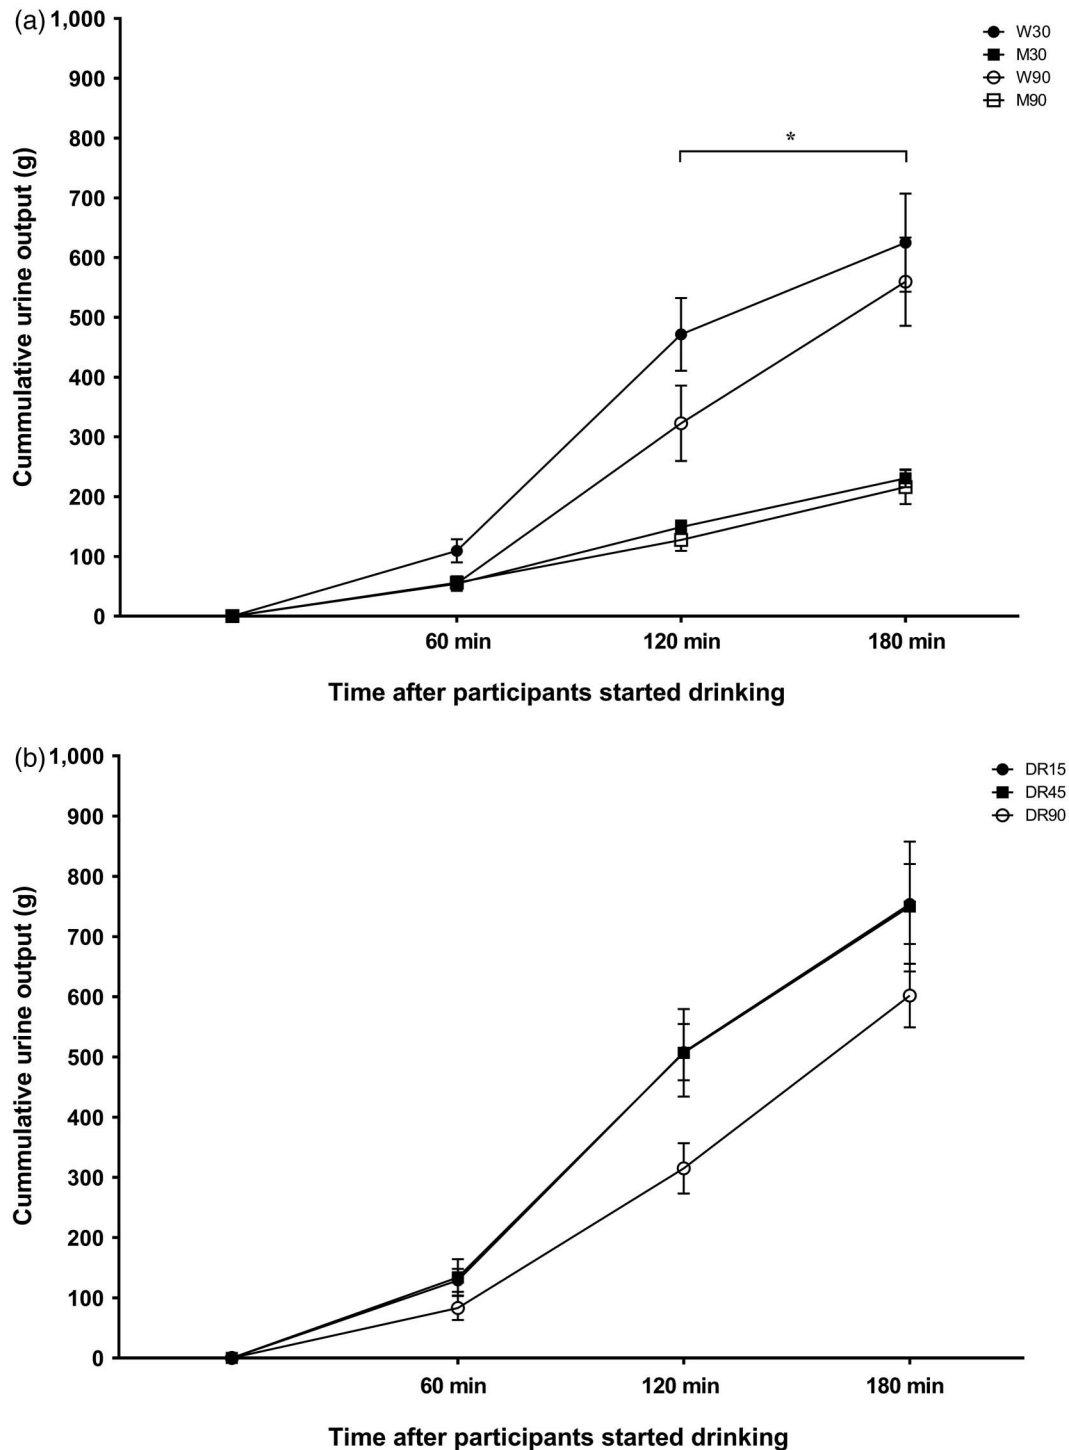 (a)
1,000
900
800
700
600
500
400
300
200
100
0
Cummulative urine output (g)
W30
M30
W90
M90
*
60 min
120 min
180 min
Time after participants started drinking
(b)
1,000
900
800
700
600
500
400
300
200
100
0
Cummulative urine output (g)
DR15
DR45
DR90
60 min
120 min
180 min
Time after participants started drinking